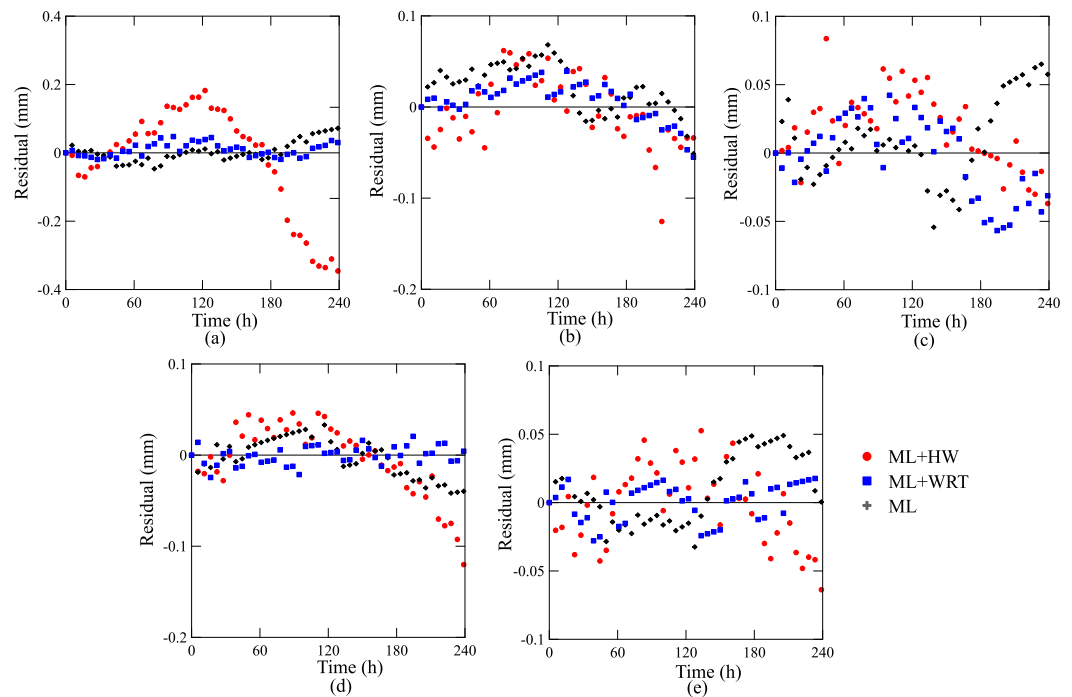 0.4
0.2
0
-0.2
-0.4
Residual (mm)
0 60 120 180 240
Time (h)
(a)
0.1
0
-0.1
-0.2
Residual (mm)
0 60 120 180 240
Time (h)
(b)
0.1
0.05
0
-0.05
-0.1
Residual (mm)
0 60 120 180 240
Time (h)
(c)
0.1
0
-0.1
-0.2
Residual (mm)
0 60 120 180 240
Time (h)
(d)
0.1
0.05
0
-0.05
-0.1
Residual (mm)
0 60 120 180 240
Time (h)
(e)
ML+HW
ML+WRT
ML